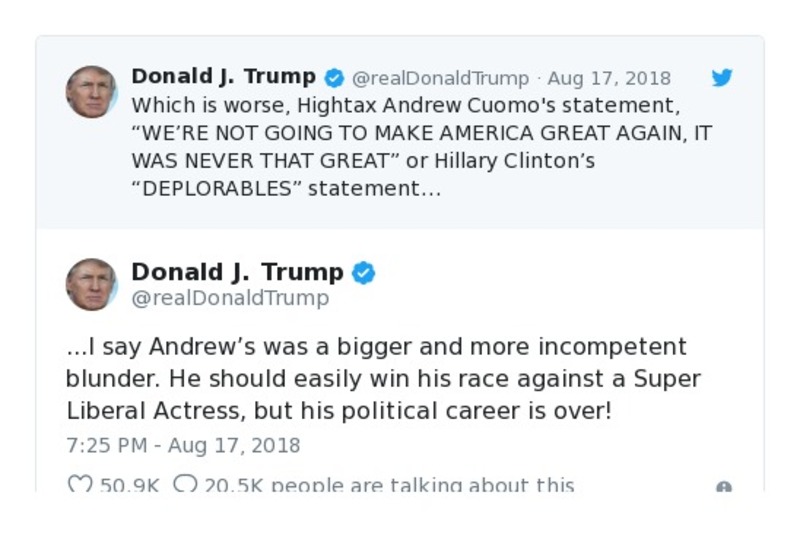 Donald J. Trump @realDonaldTrump · Aug 17, 2018
Which is worse, Hightax Andrew Cuomo's statement,
“WE’RE NOT GOING TO MAKE AMERICA GREAT AGAIN, IT
WAS NEVER THAT GREAT” or Hillary Clinton’s
“DEPLORABLES” statement...
Donald J. Trump
@realDonaldTrump
...I say Andrew’s was a bigger and more incompetent
blunder. He should easily win his race against a Super
Liberal Actress, but his political career is over!
7:25 PM - Aug 17, 2018
50.9K 20.5K people are talking about this